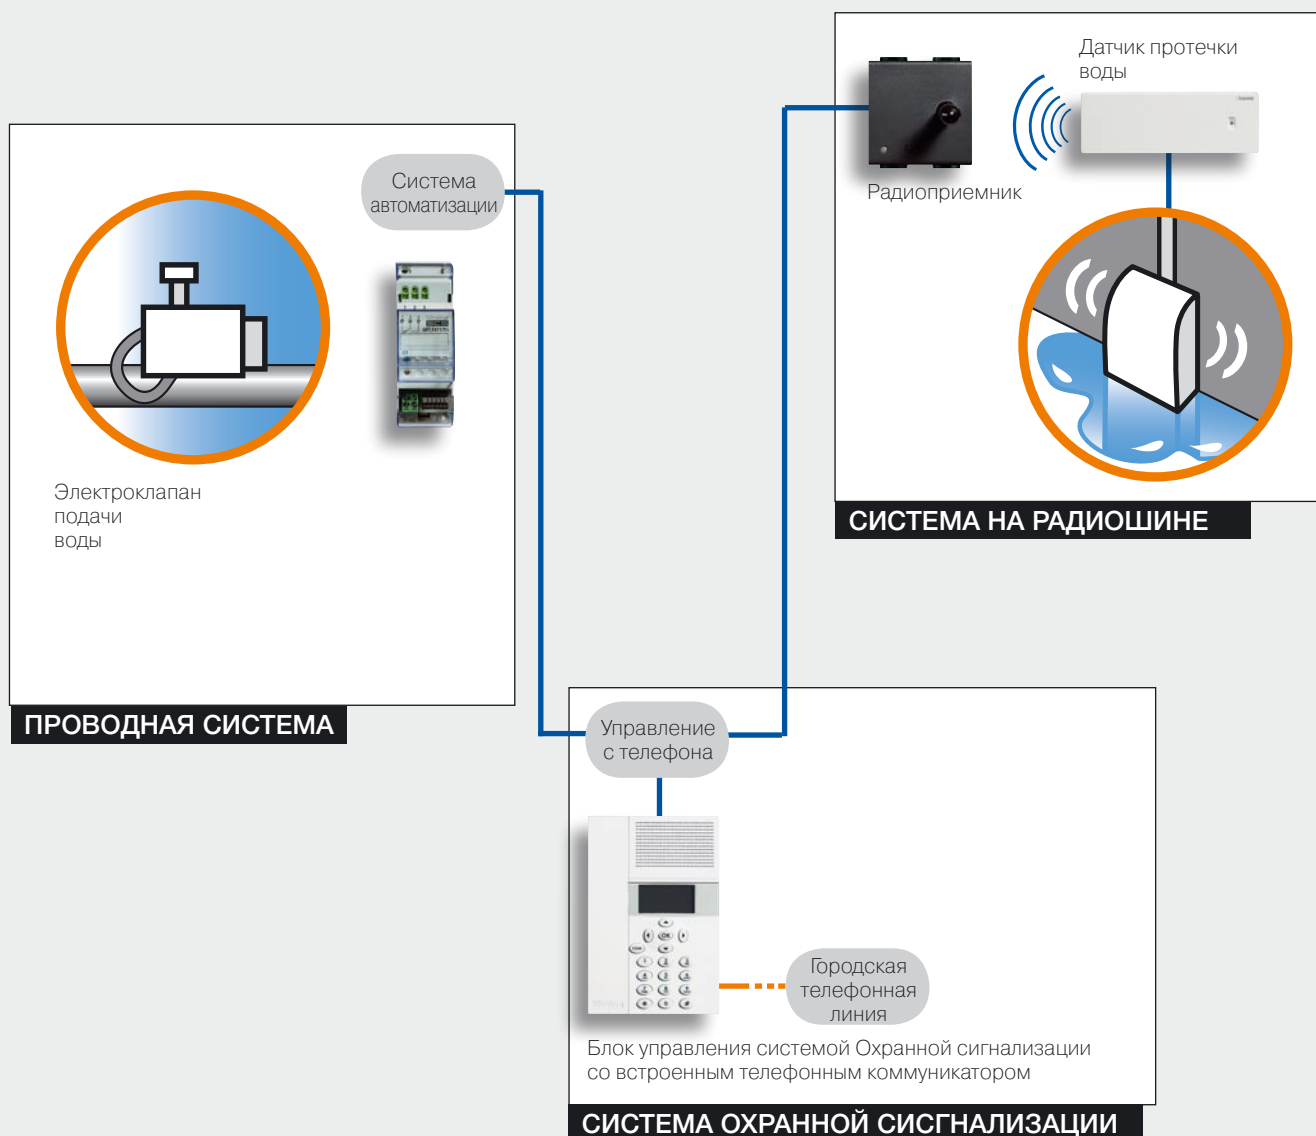 Датчик протечки
воды
Радиоприемник
СИСТЕМА НА РАДИОШИНЕ
Система
автоматизации
Электроклапан
подачи
воды
ПРОВОДНАЯ СИСТЕМА
Управление
с телефона
OK
Городская
телефонная
линия
Блок управления системой Охранной сигнализации
со встроенным телефонным коммуникатором
СИСТЕМА ОХРАННОЙ СИСГНАЛИЗАЦИИ